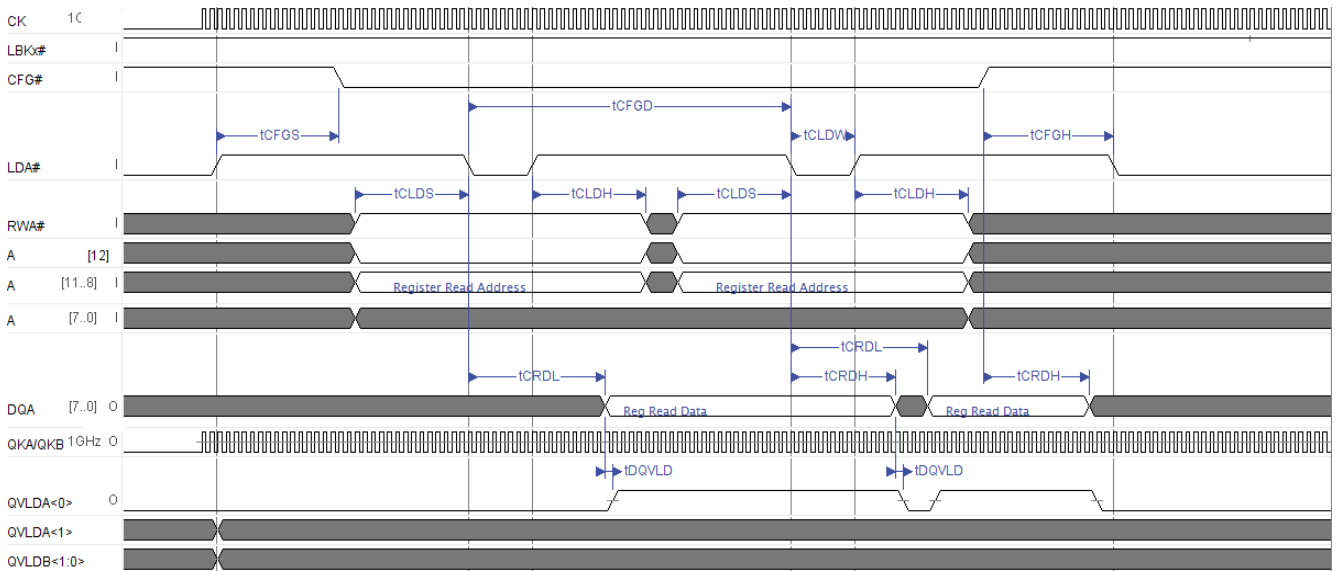 CK 1G
LBKx# I
CFG# I
tCFGD
tCFGS tCLDW tCFGH
LDA# I
tCLDS tCLDH tCLDS tCLDH
RWA# I
A [12]
A [11..8] I Register Read Address Register Read Address
A [7..0] I
tCRDL
tCRDL tCRDH tCRDH
DQA [7..0] O Reg Read Data Reg Read Data
QKA/QKB 1GHz O
tDQVLD tDQVLD
QVLDA<0> O
QVLDA<1>
QVLDB<1:0>